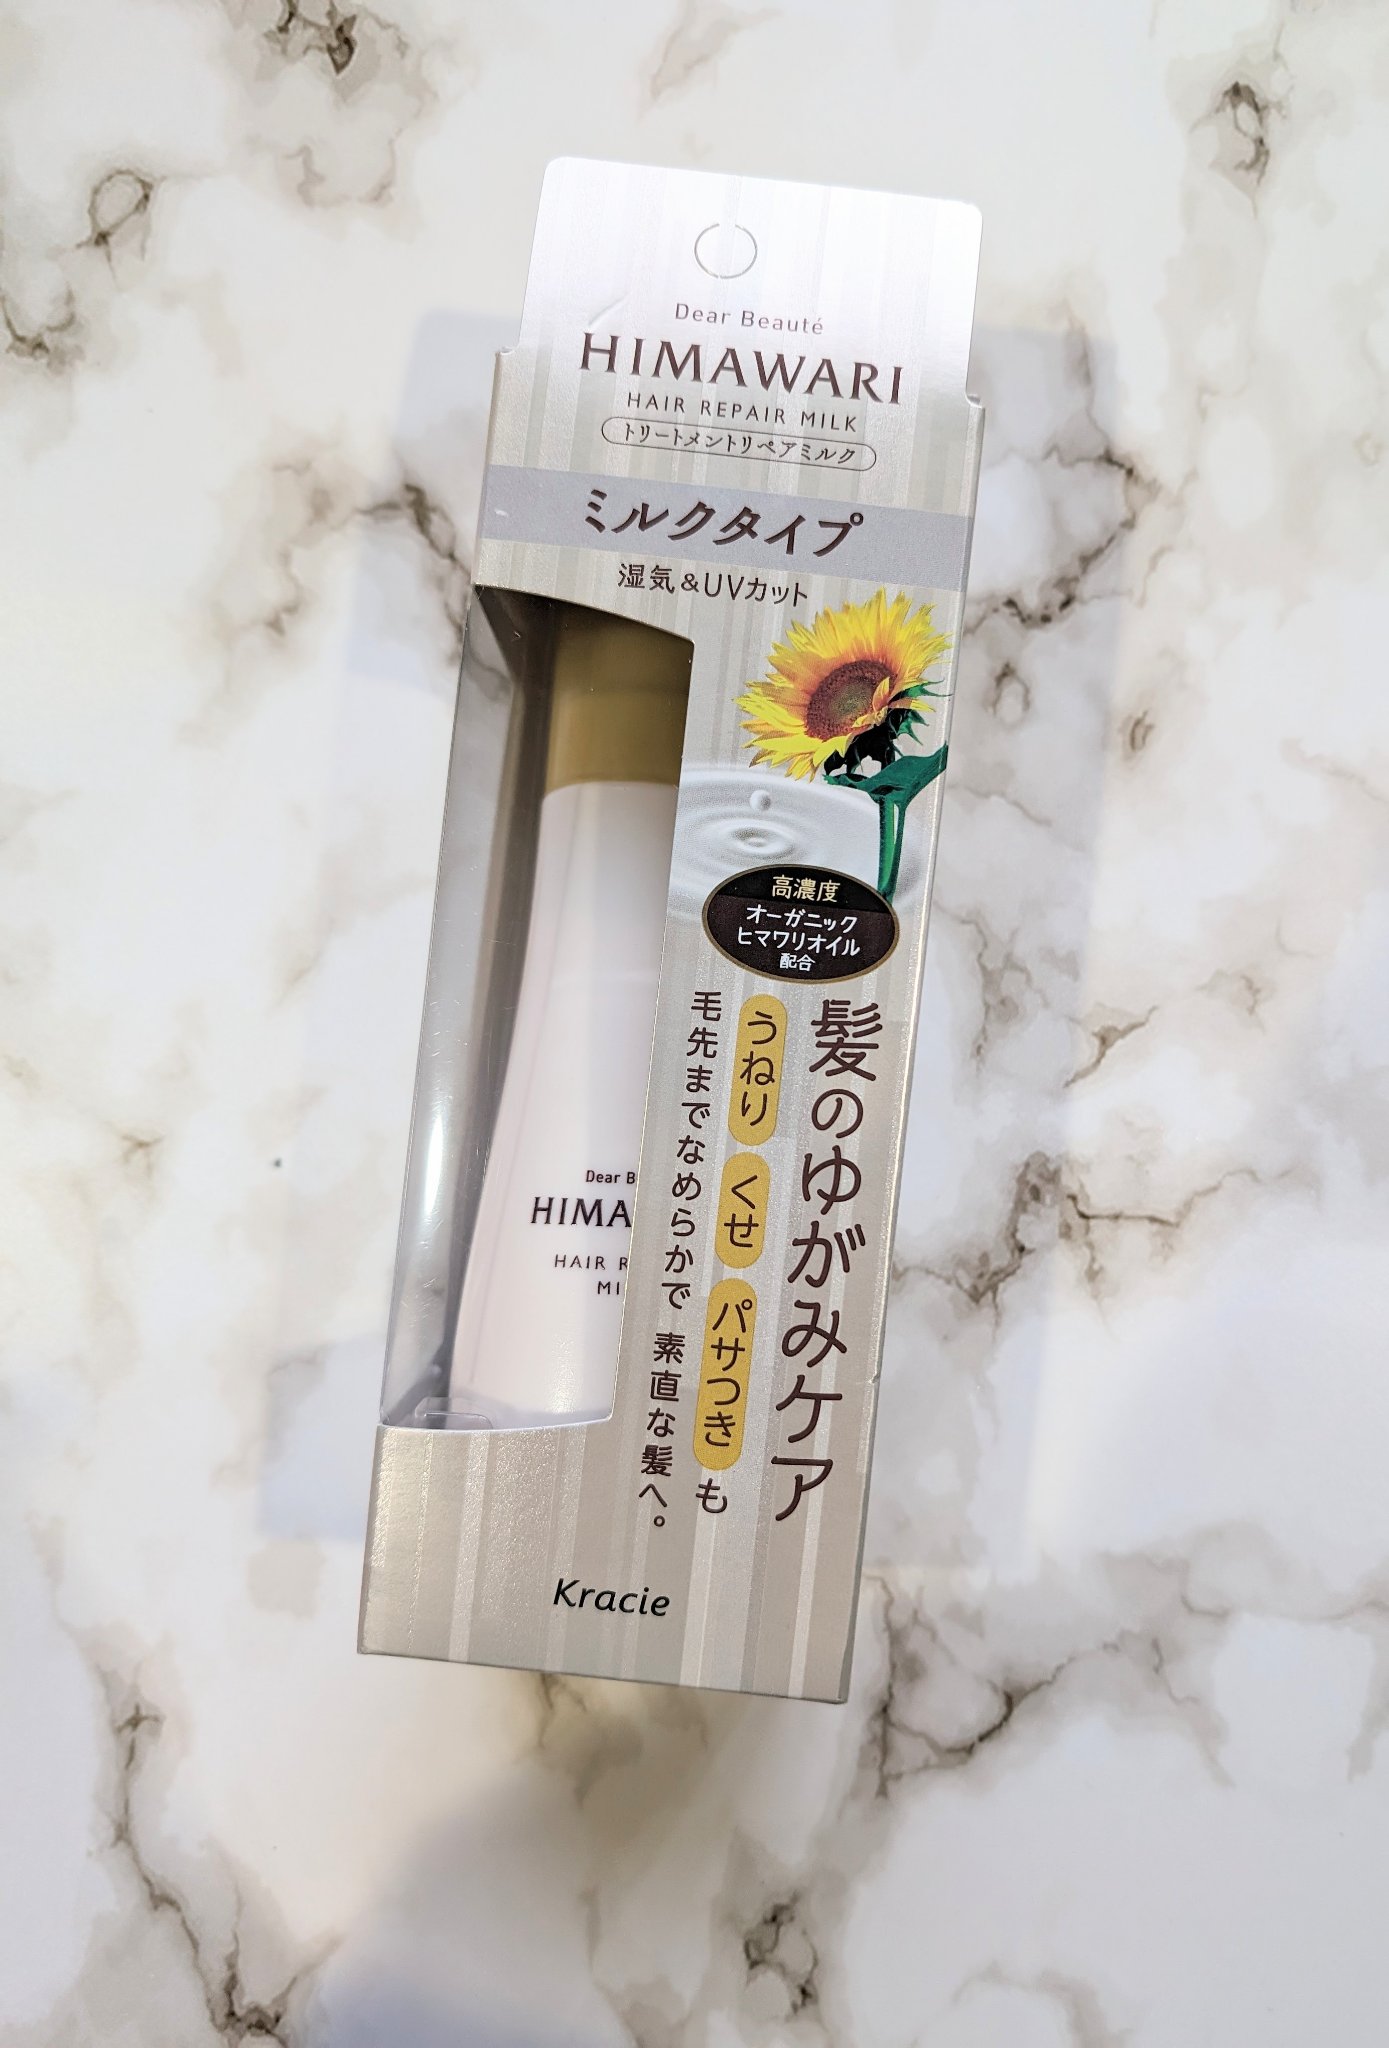 Dear Beauté
HIMAWARI
HAIR REPAIR MILK
トリートメントリペアミルク
ミルクタイプ
湿気&UVカット
高濃度
オーガニック
ヒマワリオイル
配合
髪のゆがみケア
うねり くせ パサつきも
毛先までなめらかで 素直な髪へ。
Dear B
HIMA
HAIR R
MI
Kracie